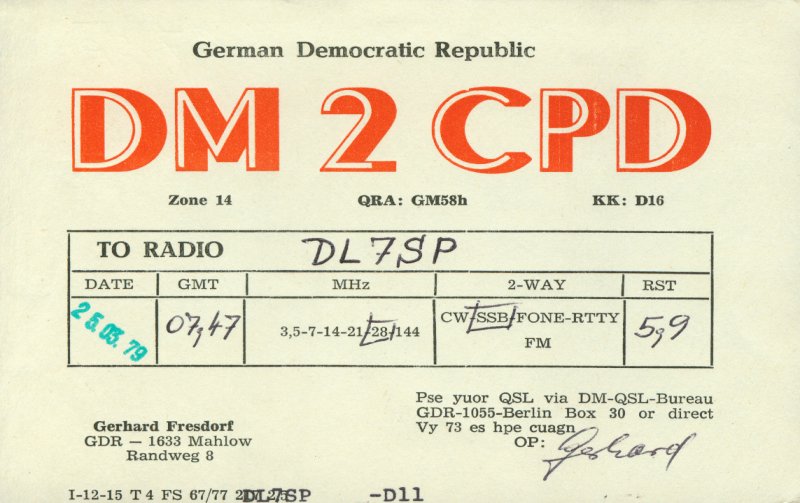 German Democratic Republic
DM 2 CPD
Zone 14 QRA: GM58h KK: D16
TO RADIO DL7SP
DATE GMT MHz 2-WAY RST
25.03.79 07,47 3,5-7-14-21-28-144 CW-SSB-FONE-RTTY 5,9
FM
Pse yuor QSL via DM-QSL-Bureau
GDR-1055-Berlin Box 30 or direct
Vy 73 es hpe cuagn
OP: Gerhard
Gerhard Fresdorf
GDR — 1633 Mahlow
Randweg 8
I-12-15 T 4 FS 67/77 DL7SP -D11